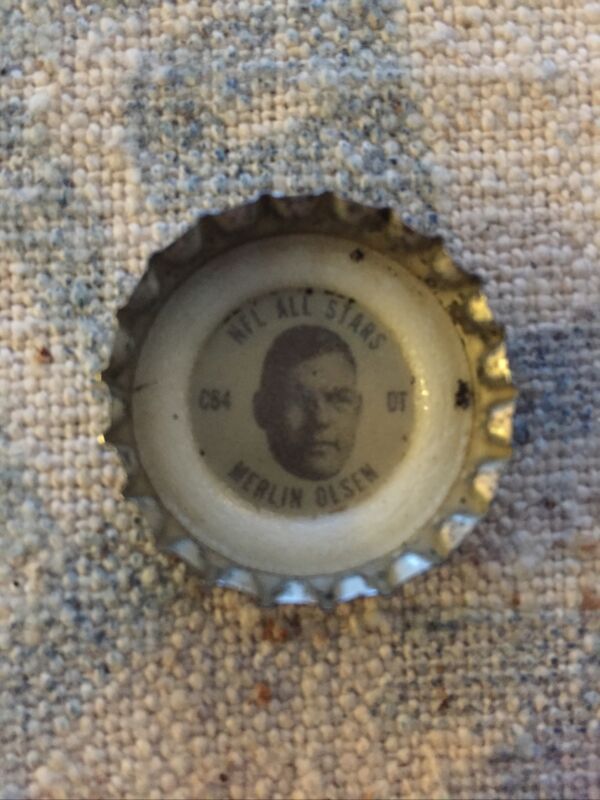 NFL ALL STARS
C64 DT
MERLIN OLSEN